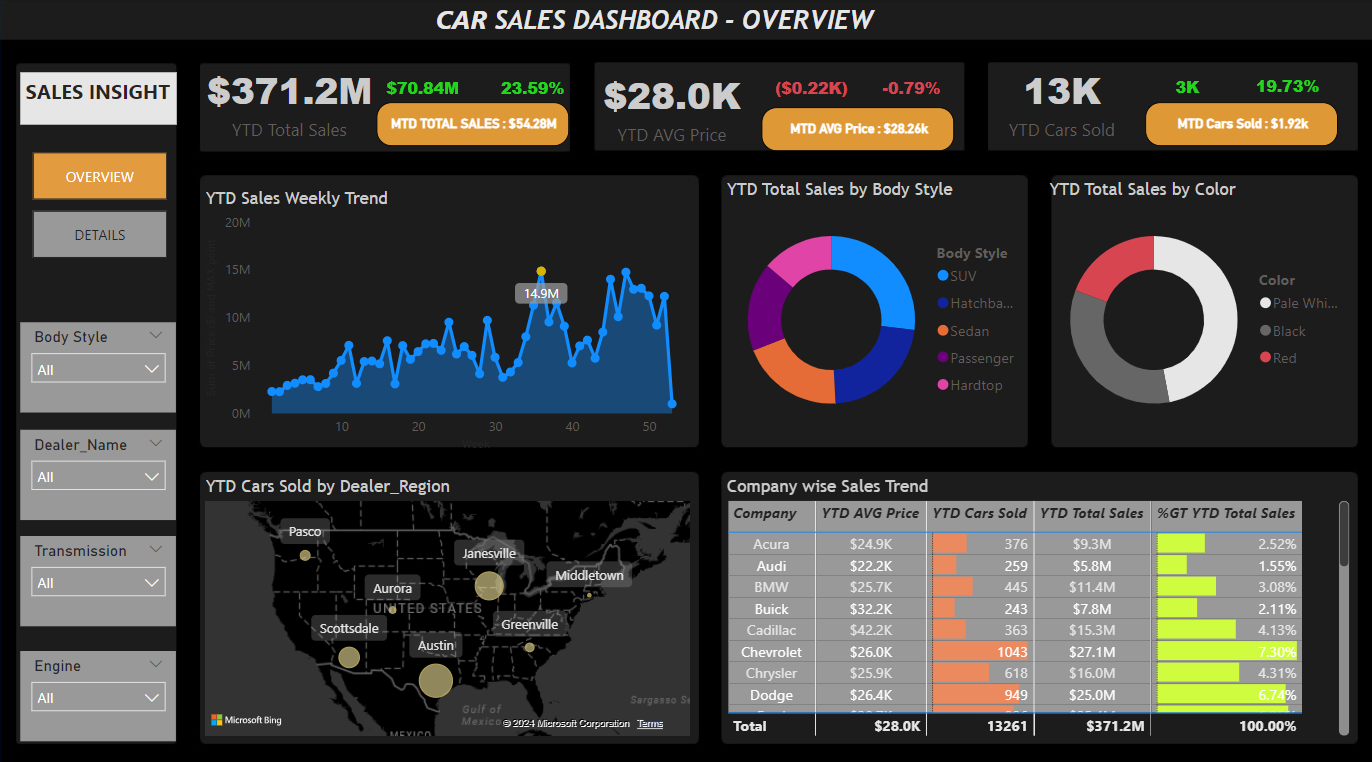 CAR SALES DASHBOARD - OVERVIEW
SALES INSIGHT
OVERVIEW
DETAILS
Body Style
All
Dealer_Name
All
Transmission
All
Engine
All
$371.2M
$70.84M 23.59%
YTD Total Sales
MTD TOTAL SALES : $54.28M
$28.0K
($0.22K) -0.79%
YTD AVG Price
MTD AVG Price : $28.26k
13K
3K 19.73%
YTD Cars Sold
MTD Cars Sold : $1.92k
YTD Sales Weekly Trend
20M
15M
10M
5M
0M
14.9M
10 20 30 40 50
Week
YTD Total Sales by Body Style
Body Style
SUV
Hatchba...
Sedan
Passenger
Hardtop
YTD Total Sales by Color
Color
Pale Whi...
Black
Red
YTD Cars Sold by Dealer_Region
Pasco
Janesville
Middletown
Aurora
UNITED STATES
Scottsdale
Greenville
Austin
Sargasso Se
Gulf of
Mexico
MEXICO
Microsoft Bing
© 2024 Microsoft Corporation Terms
Company wise Sales Trend
Company YTD AVG Price YTD Cars Sold YTD Total Sales %GT YTD Total Sales
Acura $24.9K 376 $9.3M 2.52%
Audi $22.2K 259 $5.8M 1.55%
BMW $25.7K 445 $11.4M 3.08%
Buick $32.2K 243 $7.8M 2.11%
Cadillac $42.2K 363 $15.3M 4.13%
Chevrolet $26.0K 1043 $27.1M 7.30%
Chrysler $25.9K 618 $16.0M 4.31%
Dodge $26.4K 949 $25.0M 6.74%
Total $28.0K 13261 $371.2M 100.00%